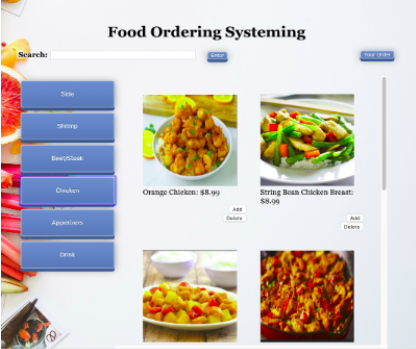 Food Ordering Systeming
Search:
Enter
Your Order
Side
Shrimp
Beef/Steak
Chicken
Appetizers
Drink
Orange Chicken: $8.99
Add
Delete
String Bean Chicken Breast:
$8.99
Add
Delete